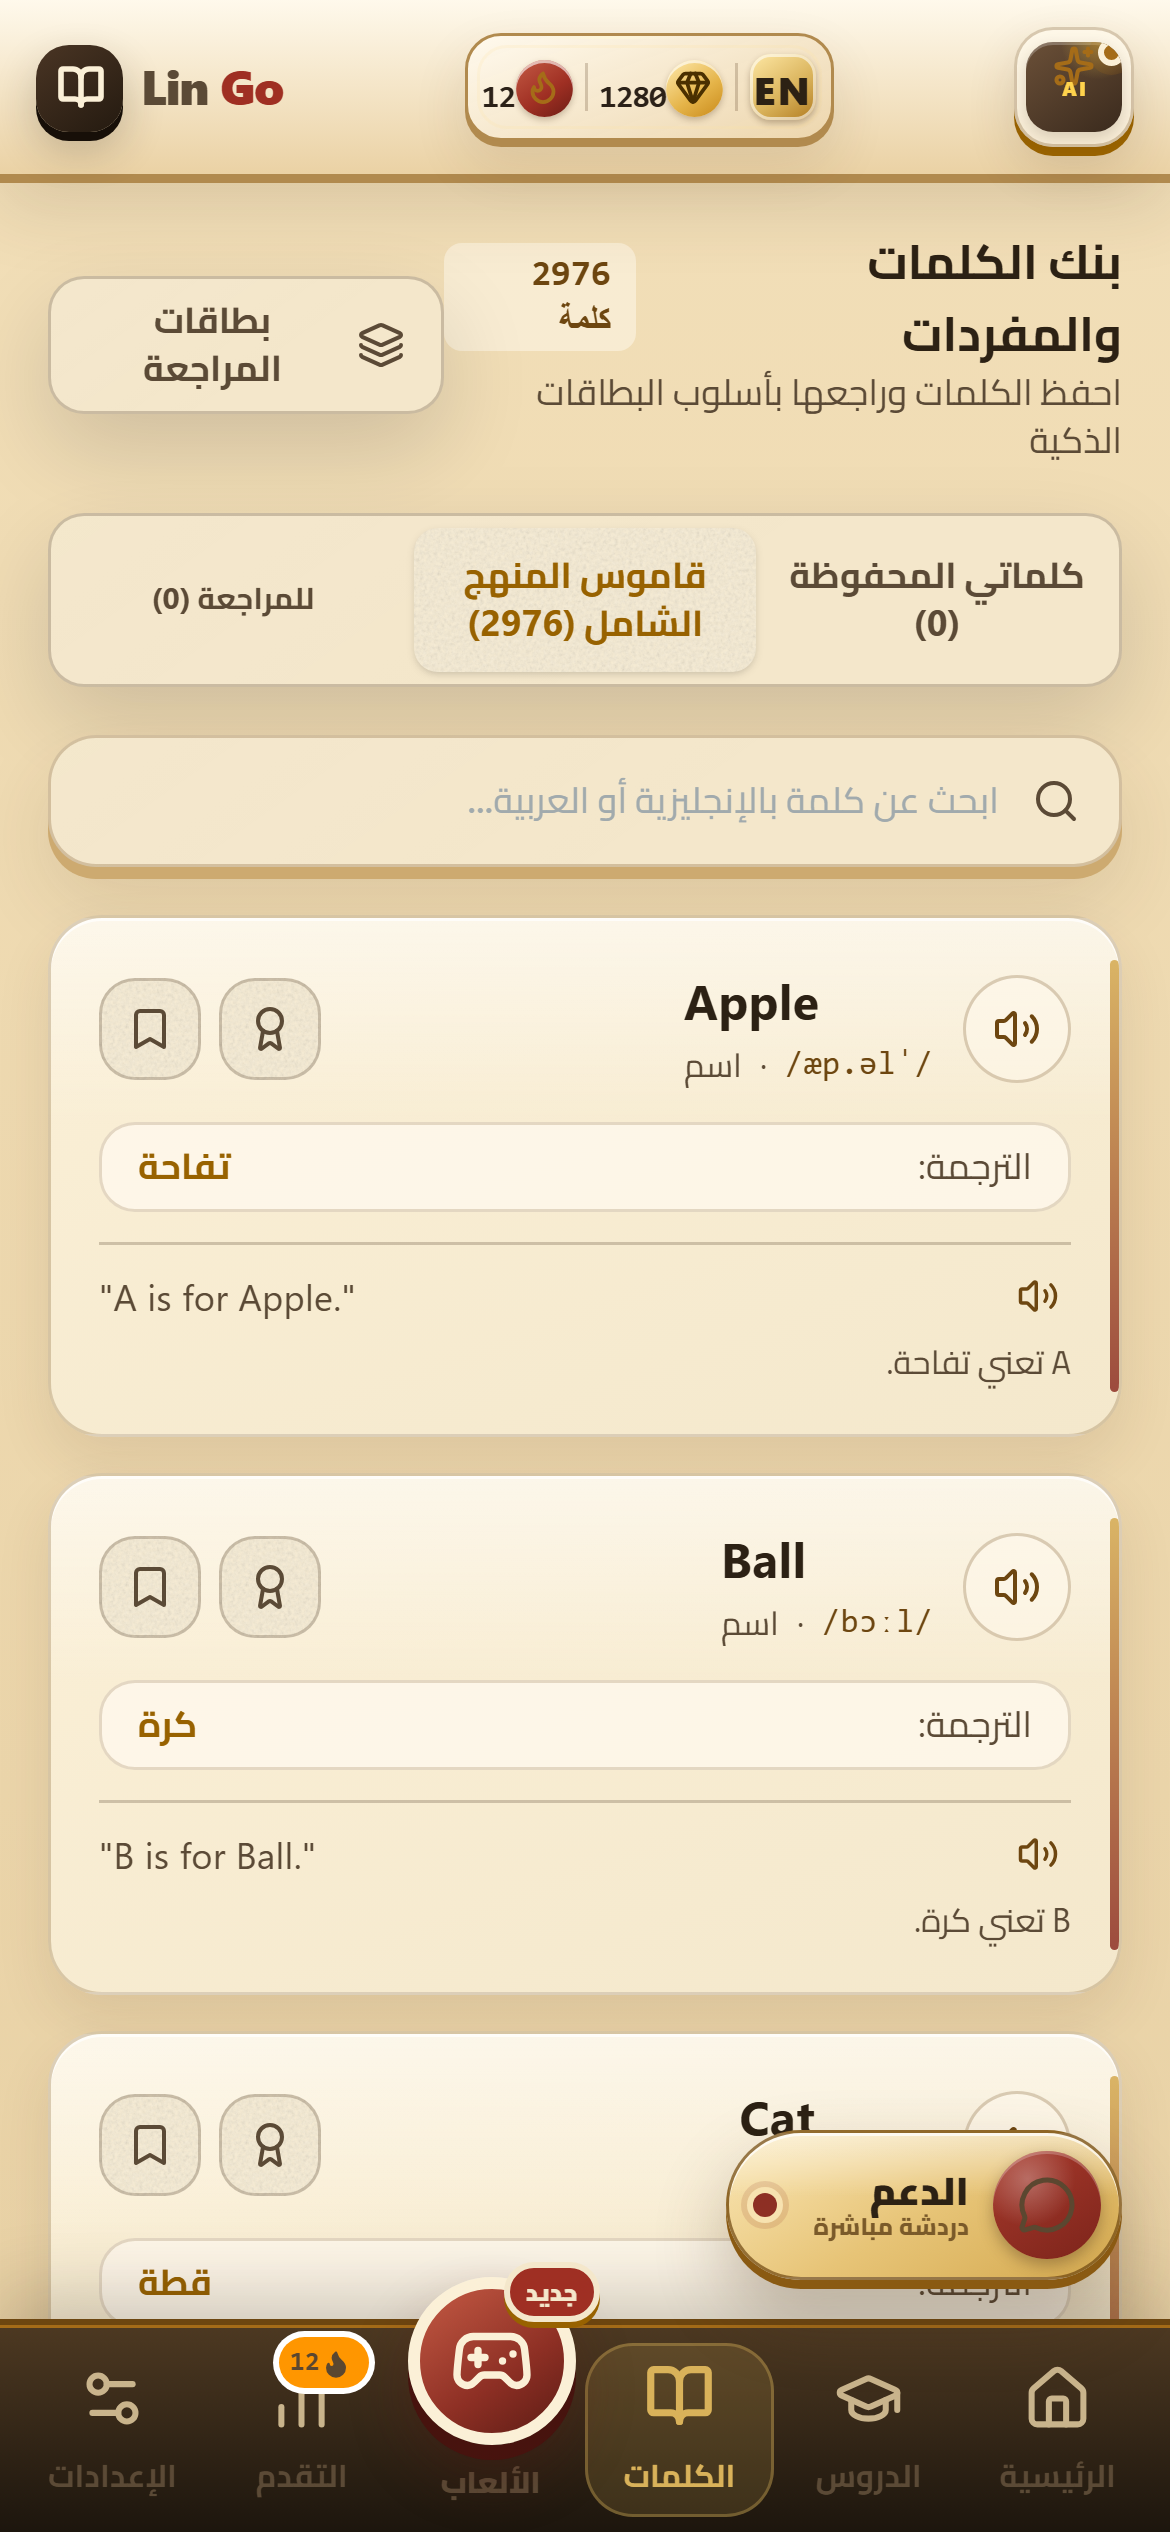 Lin Go
12
1280
EN
AI
بنك الكلمات
والمفردات
2976
كلمة
احفظ الكلمات وراجعها بأسلوب البطاقات
الذكية
بطاقات
المراجعة
كلماتي المحفوظة
(0)
قاموس المنهج
الشامل (2976)
للمراجعة (0)
ابحث عن كلمة بالإنجليزية أو العربية...
Apple
/æp.əlˈ/ · اسم
الترجمة:
تفاحة
"A is for Apple."
A تعني تفاحة.
Ball
/bɔːl/ · اسم
الترجمة:
كرة
"B is for Ball."
B تعني كرة.
Cat
الدعم
دردشة مباشرة
الترجمة:
قطة
جديد
12
الرئيسية
الدروس
الكلمات
الألعاب
التقدم
الإعدادات